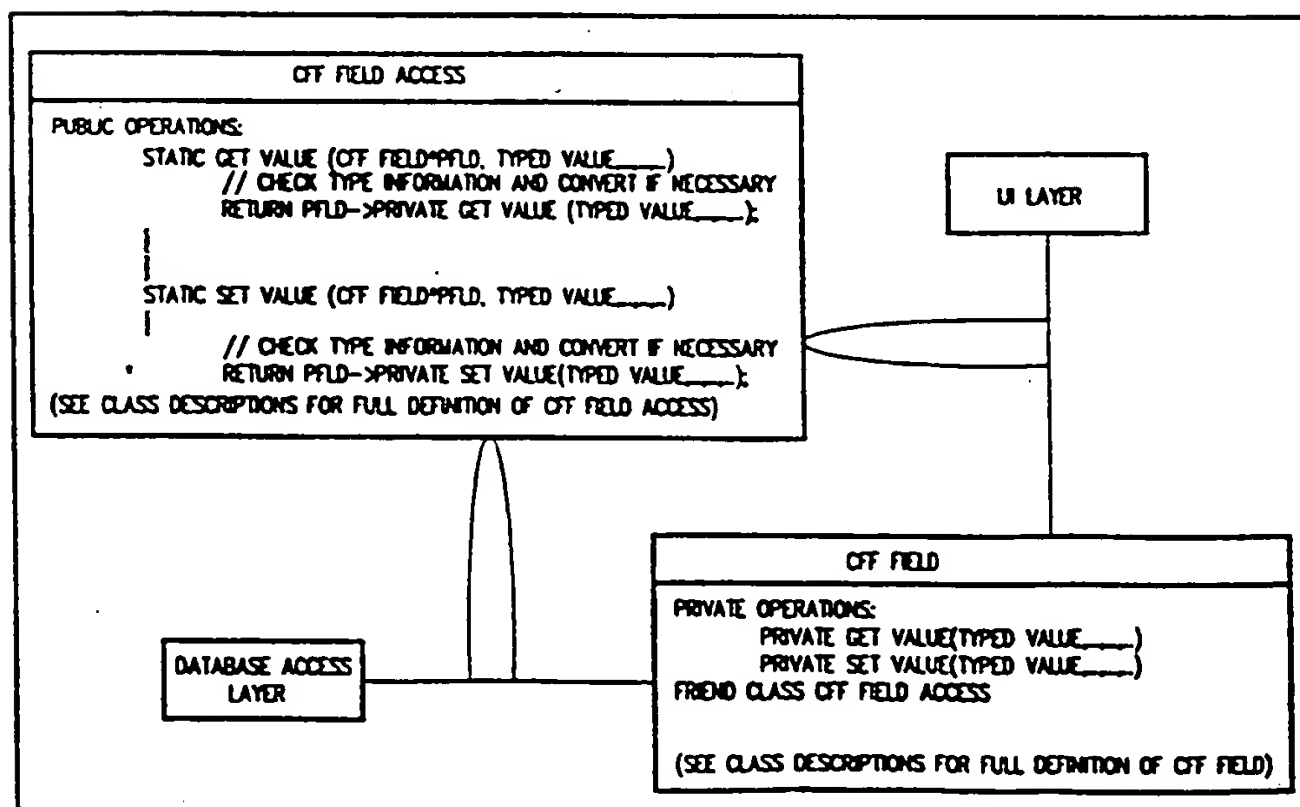 CFF FIELD ACCESS
PUBLIC OPERATIONS:
STATIC GET VALUE (CFF FIELD*PFLD, TYPED VALUE____)
// CHECK TYPE INFORMATION AND CONVERT IF NECESSARY
RETURN PFLD->PRIVATE GET VALUE (TYPED VALUE____);
STATIC SET VALUE (CFF FIELD*PFLD, TYPED VALUE____)
// CHECK TYPE INFORMATION AND CONVERT IF NECESSARY
RETURN PFLD->PRIVATE SET VALUE(TYPED VALUE____);
(SEE CLASS DESCRIPTIONS FOR FULL DEFINITION OF CFF FIELD ACCESS)
UI LAYER
DATABASE ACCESS
LAYER
CFF FIELD
PRIVATE OPERATIONS:
PRIVATE GET VALUE(TYPED VALUE____)
PRIVATE SET VALUE(TYPED VALUE____)
FRIEND CLASS CFF FIELD ACCESS
(SEE CLASS DESCRIPTIONS FOR FULL DEFINITION OF CFF FIELD)